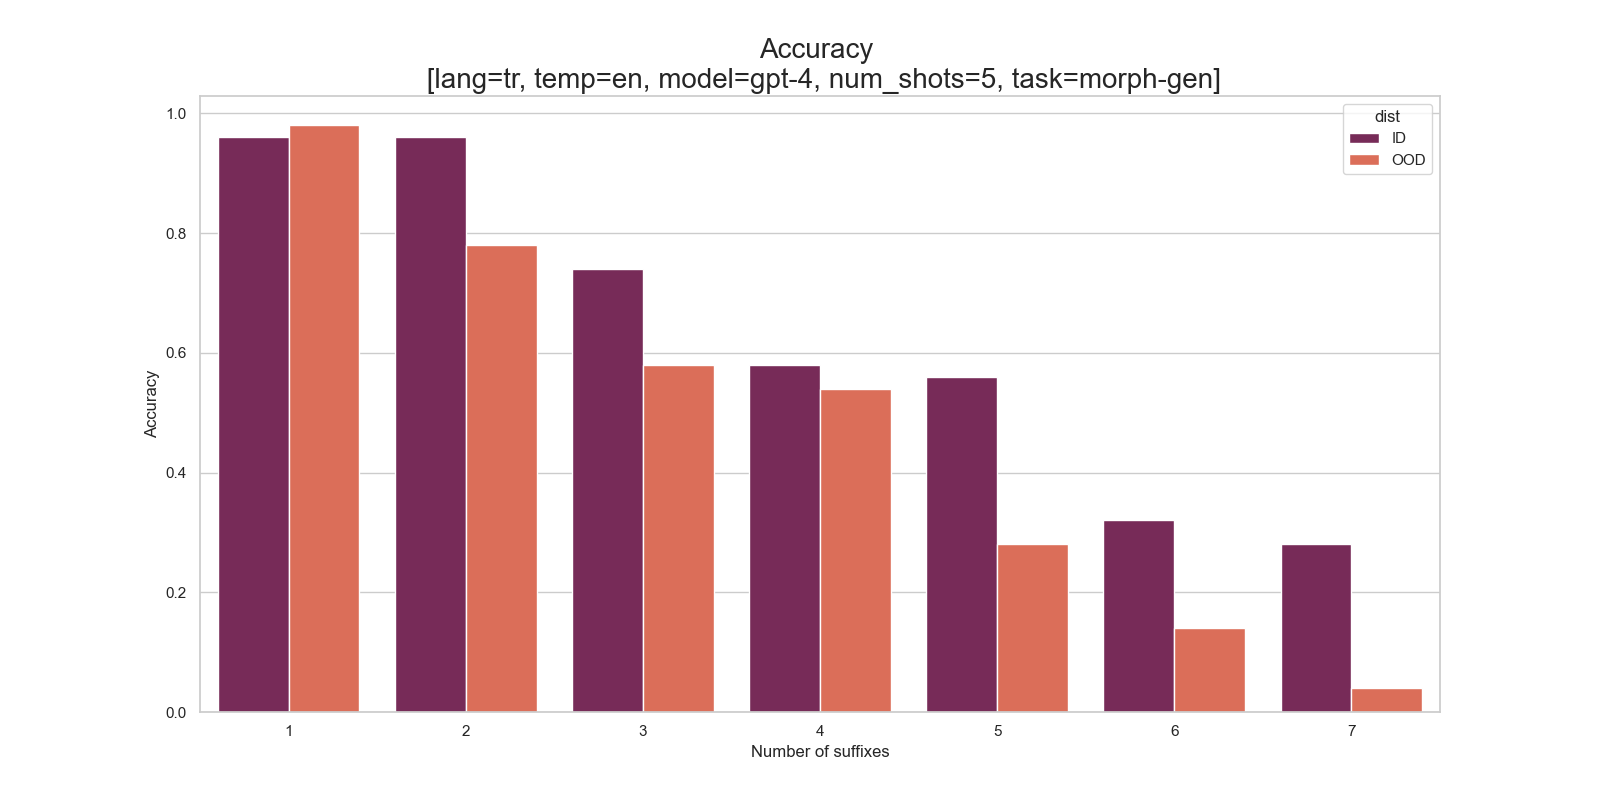 Accuracy
[lang=tr, temp=en, model=gpt-4, num_shots=5, task=morph-gen]
dist
ID
OOD
1.0
0.8
0.6
0.4
0.2
0.0
Accuracy
1 2 3 4 5 6 7
Number of suffixes